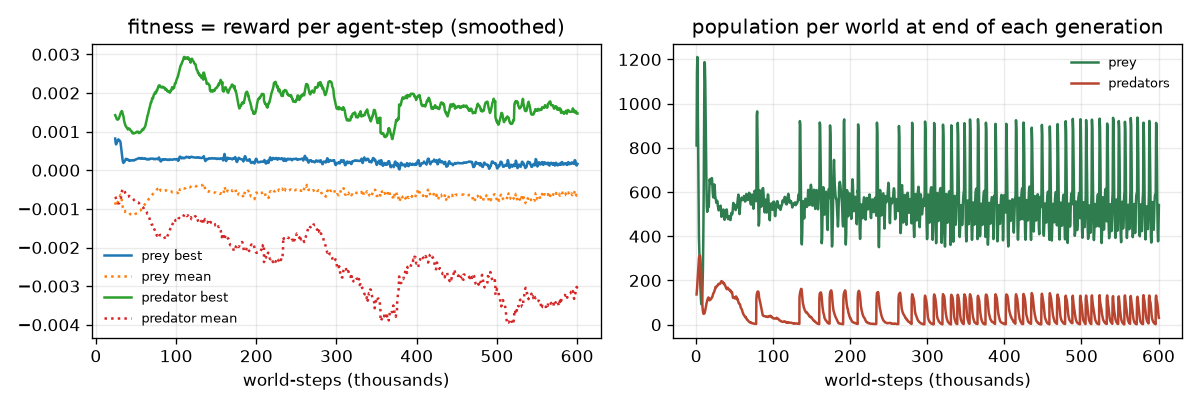 fitness = reward per agent-step (smoothed)
0.003
0.002
0.001
0.000
−0.001
−0.002
−0.003
−0.004
prey best
prey mean
predator best
predator mean
0 100 200 300 400 500 600
world-steps (thousands)
population per world at end of each generation
1200
1000
800
600
400
200
0
prey
predators
0 100 200 300 400 500 600
world-steps (thousands)